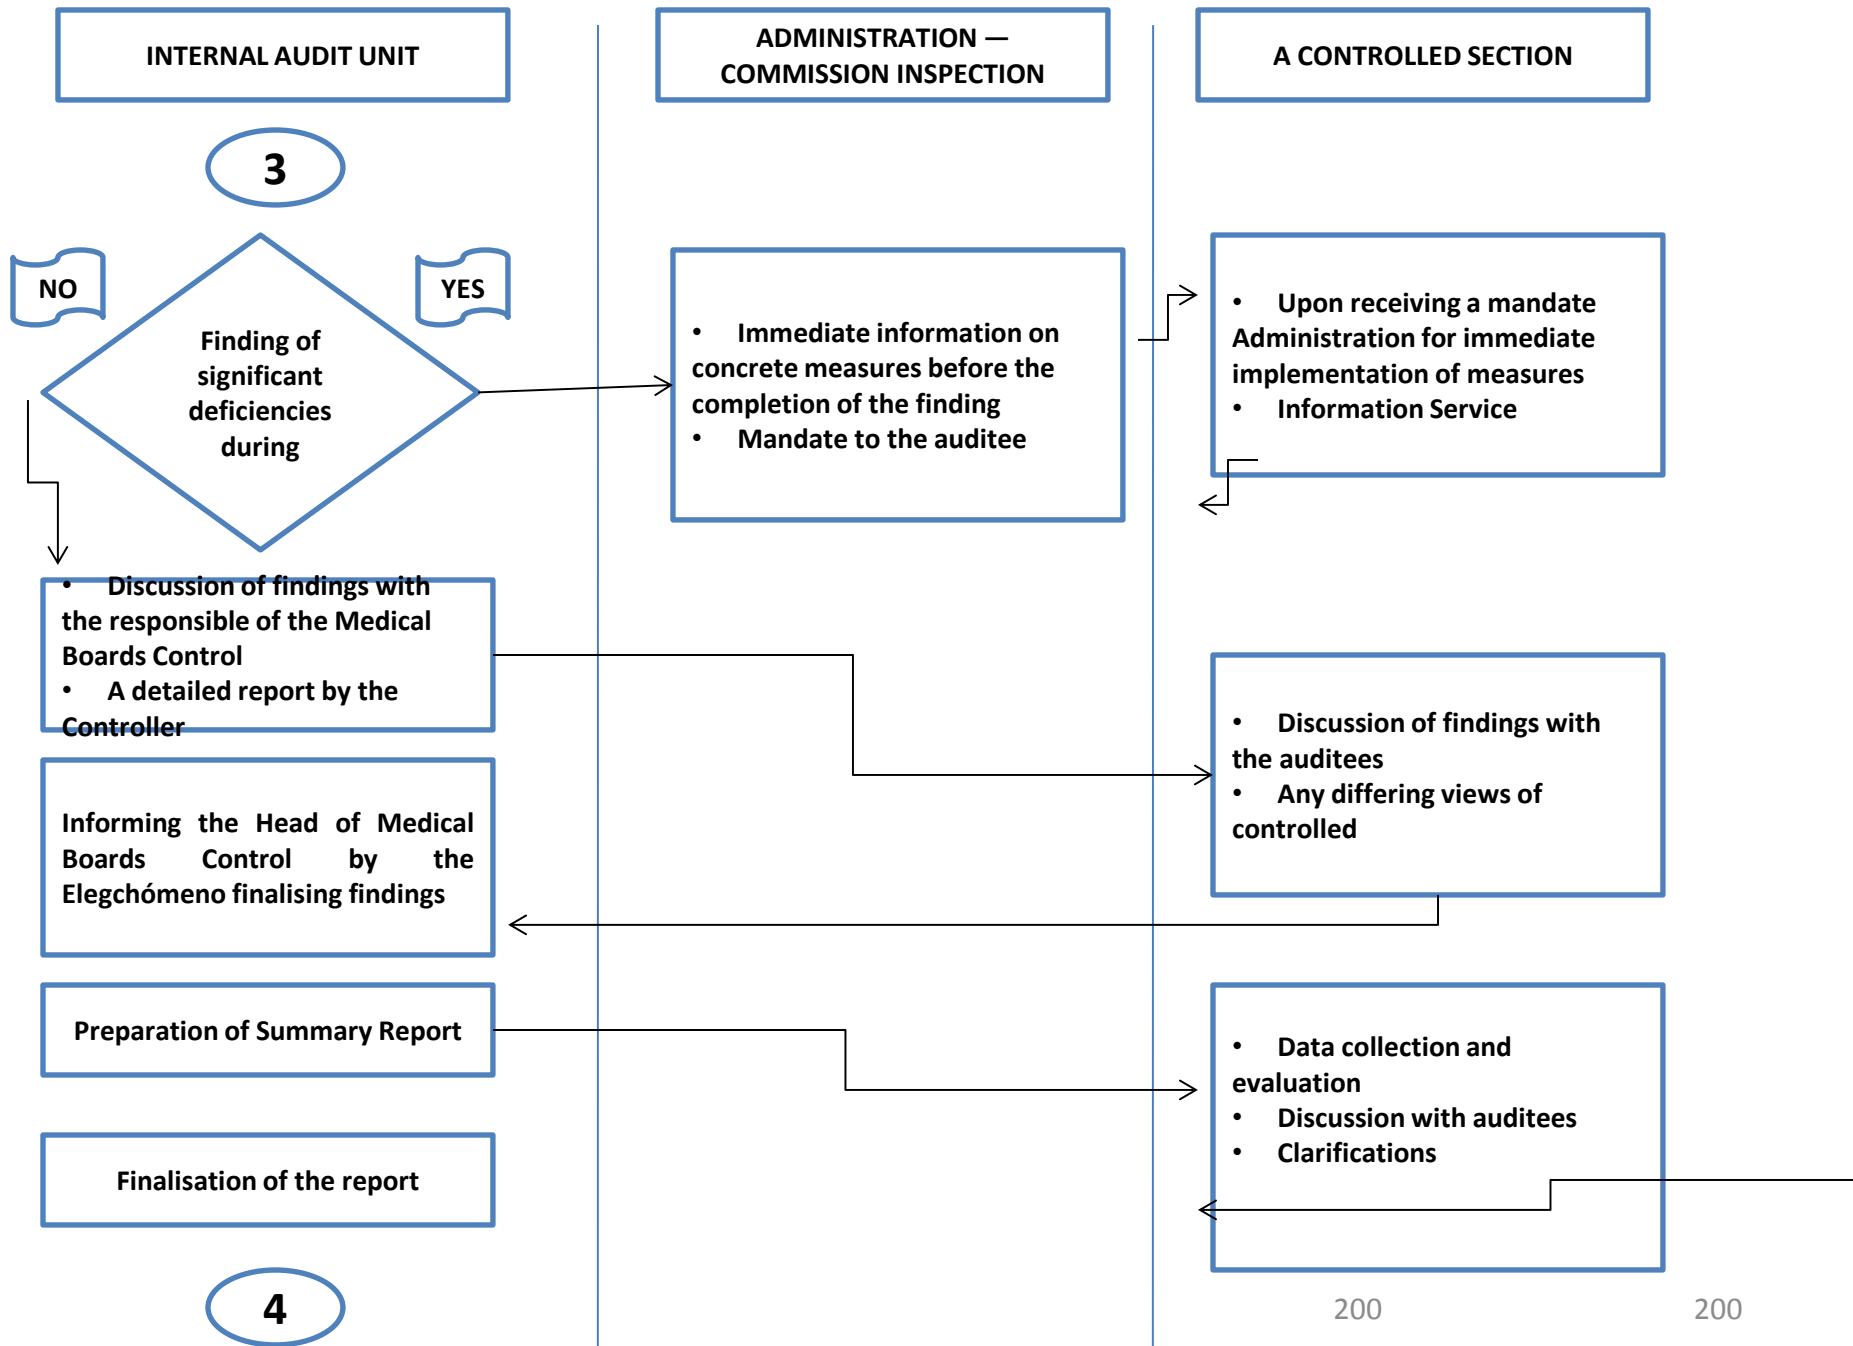 INTERNAL AUDIT UNIT
ADMINISTRATION —
COMMISSION INSPECTION
A CONTROLLED SECTION
3
NO
YES
Finding of
significant
deficiencies
during
• Immediate information on
concrete measures before the
completion of the finding
• Mandate to the auditee
• Upon receiving a mandate
Administration for immediate
implementation of measures
• Information Service
• Discussion of findings with
the responsible of the Medical
Boards Control
• A detailed report by the
Controller
• Discussion of findings with
the auditees
• Any differing views of
controlled
Informing the Head of Medical
Boards Control by the
Elegchómeno finalising findings
Preparation of Summary Report
• Data collection and
evaluation
• Discussion with auditees
• Clarifications
Finalisation of the report
4
200
200